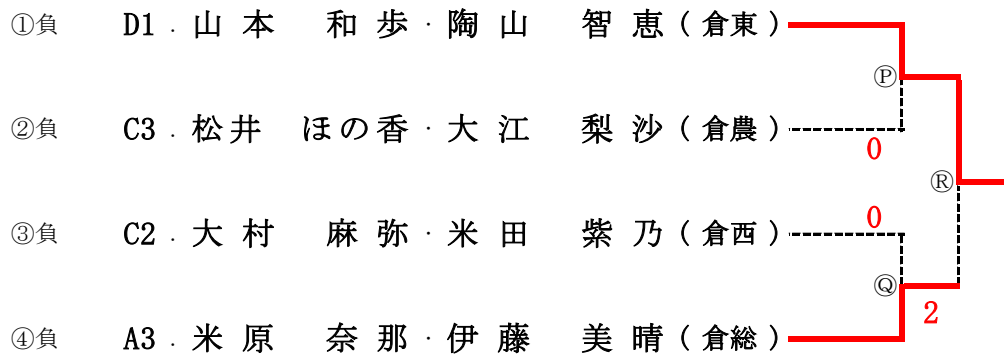 ①負 D1 . 山本 和歩・陶山 智恵(倉東)
Ⓟ
②負 C3 . 松井 ほの香・大江 梨沙(倉農)
0
Ⓡ
0
③負 C2 . 大村 麻弥・米田 紫乃(倉西)
Ⓠ
2
④負 A3 . 米原 奈那・伊藤 美晴(倉総)